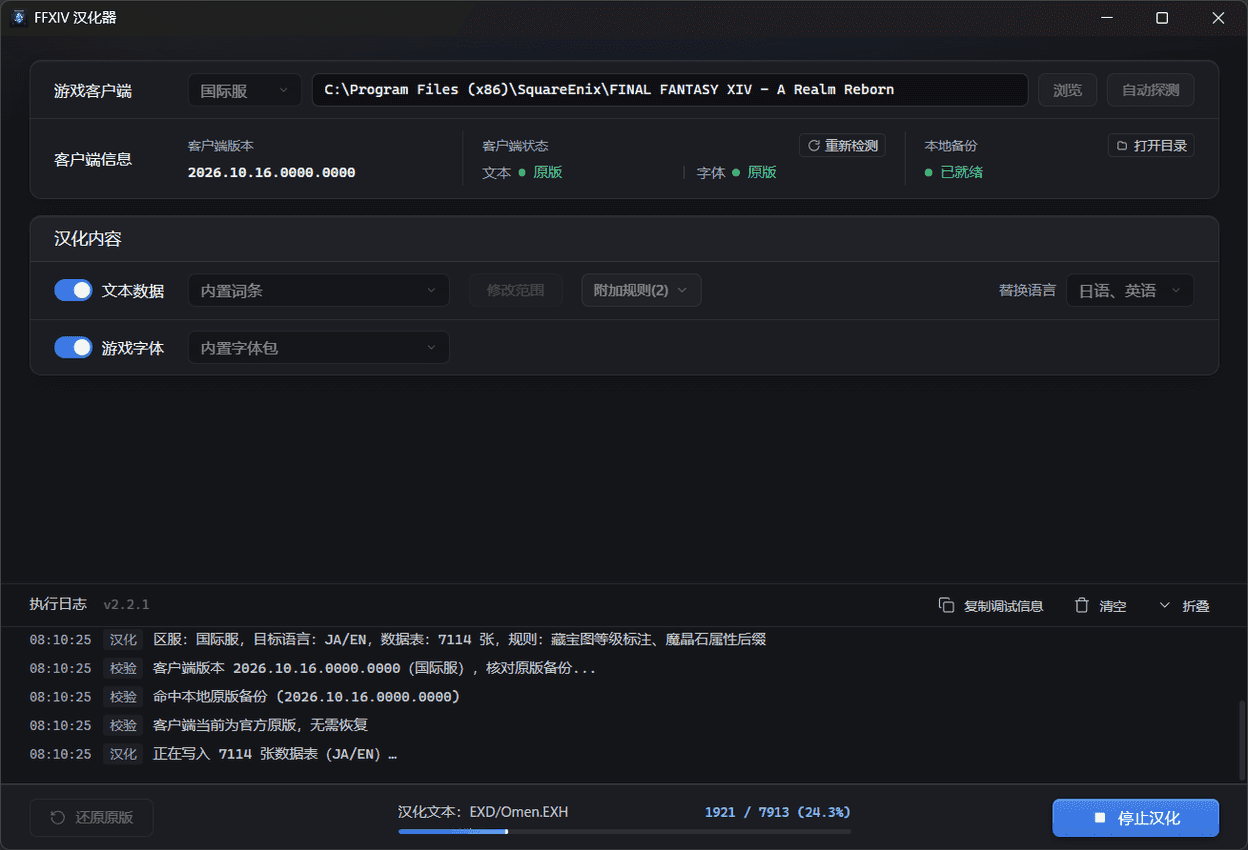 FFXIV 汉化器
游戏客户端 国际服 C:\Program Files (x86)\SquareEnix\FINAL FANTASY XIV - A Realm Reborn 浏览 自动探测
客户端信息 客户端版本 客户端状态 重新检测 本地备份 打开目录
2026.10.16.0000.0000 文本 原版 字体 原版 已就绪
汉化内容
文本数据 内置词条 修改范围 附加规则(2) 替换语言 日语、英语
游戏字体 内置字体包
执行日志 v2.2.1 复制调试信息 清空 折叠
08:10:25 汉化 区服：国际服，目标语言：JA/EN，数据表：7114 张，规则：藏宝图等级标注、魔晶石属性后缀
08:10:25 校验 客户端版本 2026.10.16.0000.0000（国际服），核对原版备份...
08:10:25 校验 命中本地原版备份（2026.10.16.0000.0000）
08:10:25 校验 客户端当前为官方原版，无需恢复
08:10:25 汉化 正在写入 7114 张数据表（JA/EN）…
还原原版 汉化文本：EXD/Omen.EXH 1921 / 7913 (24.3%) 停止汉化